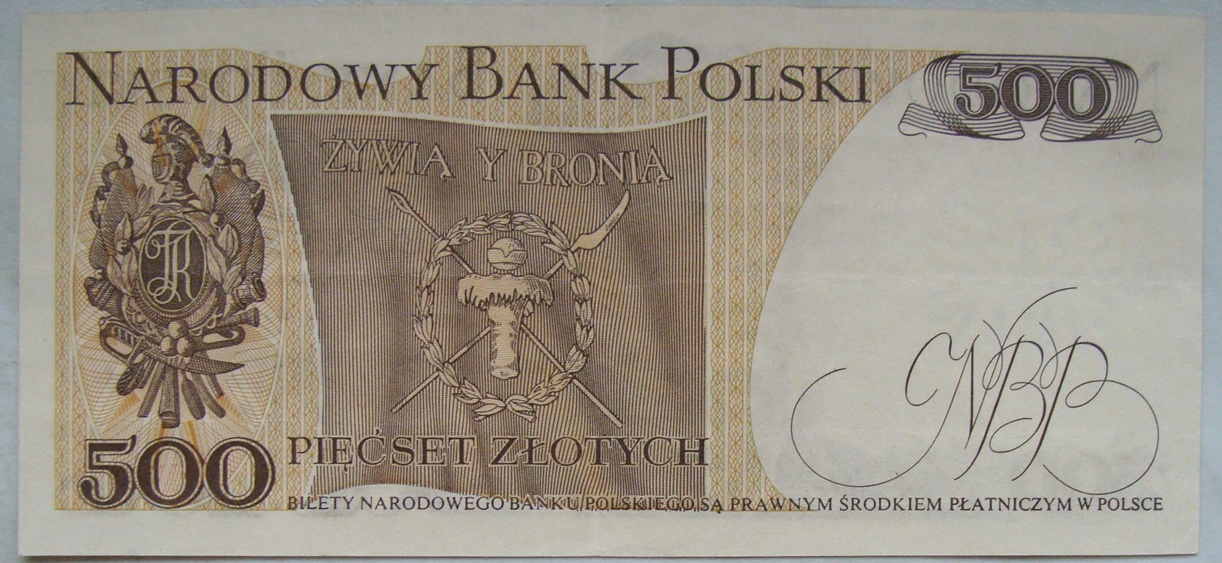 NARODOWY BANK POLSKI
500
ŻYWIĄ Y BRONIĄ
TK
NBP
500
PIĘĆSET ZŁOTYCH
BILETY NARODOWEGO BANKU POLSKIEGO SĄ PRAWNYM ŚRODKIEM PŁATNICZYM W POLSCE